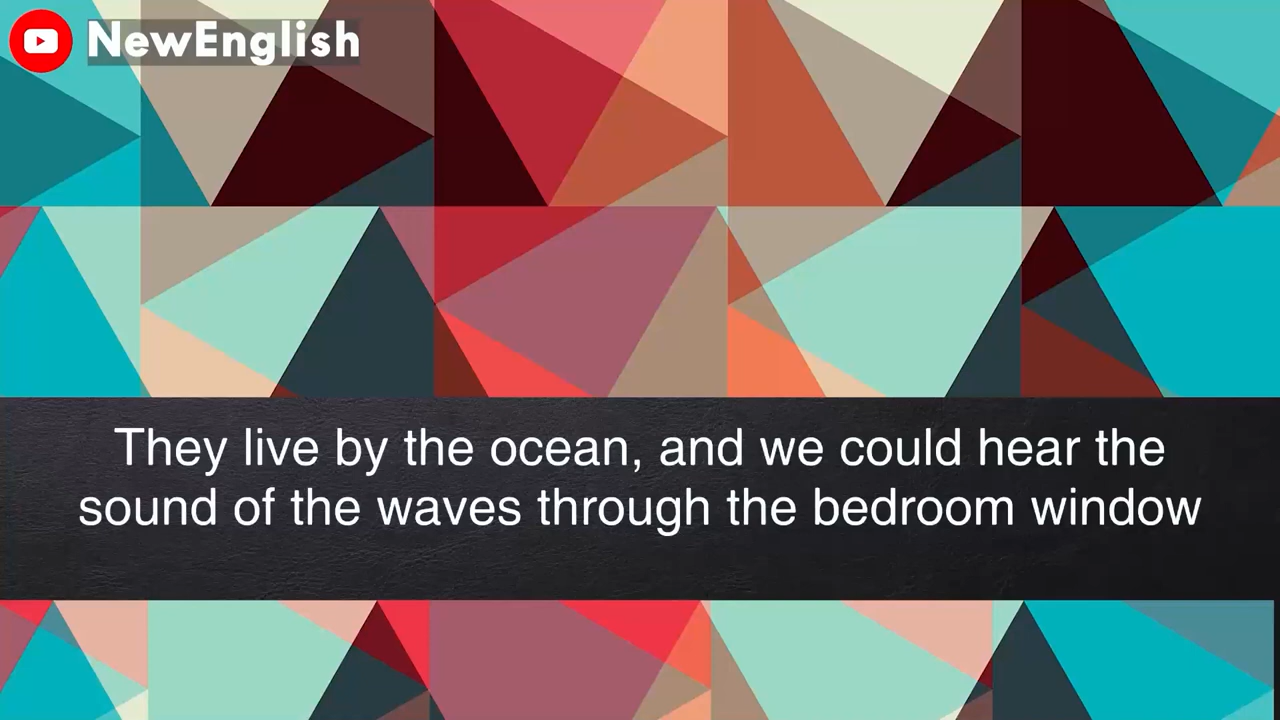 NewEnglish
They live by the ocean, and we could hear the
sound of the waves through the bedroom window